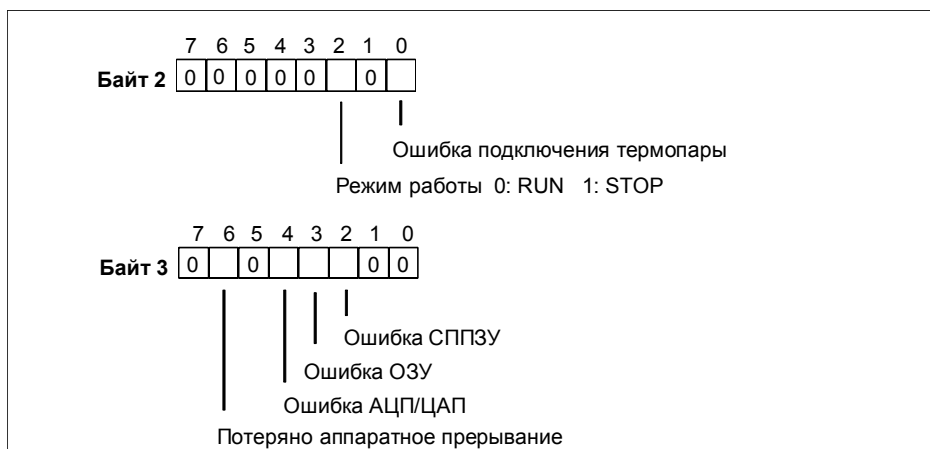 7 6 5 4 3 2 1 0
Байт 2 0 0 0 0 0 0
Ошибка подключения термопары
Режим работы 0: RUN 1: STOP
7 6 5 4 3 2 1 0
Байт 3 0 0 0 0
Ошибка СППЗУ
Ошибка ОЗУ
Ошибка АЦП/ЦАП
Потеряно аппаратное прерывание